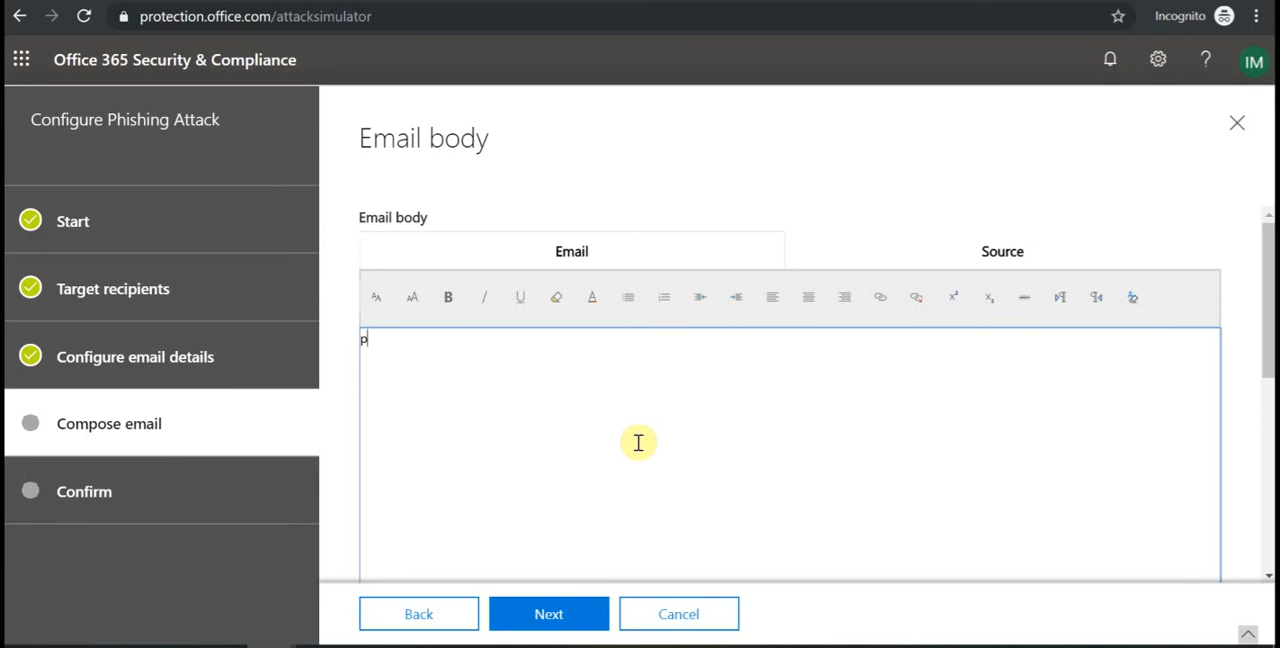 protection.office.com/attacksimulator
Incognito
Office 365 Security & Compliance
?
IM
Configure Phishing Attack
Start
Target recipients
Configure email details
Compose email
Confirm
Email body
Email body
Email
Source
B I U A
p
Back
Next
Cancel